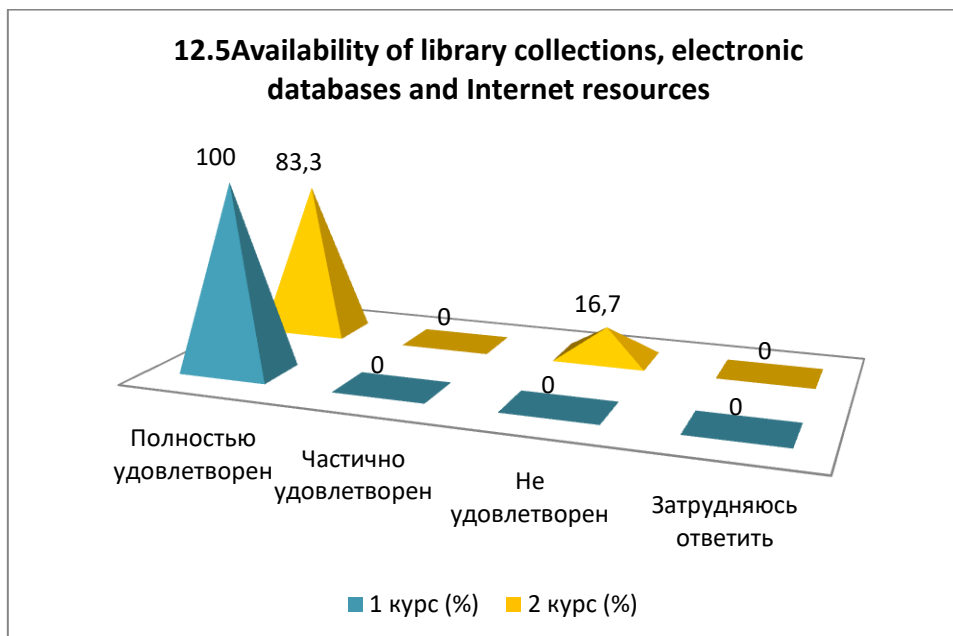 12.5Availability of library collections, electronic
databases and Internet resources
100
83,3
0
16,7
0
0
0
0
Полностью
удовлетворен
Частично
удовлетворен
Не
удовлетворен
Затрудняюсь
ответить
1 курс (%)
2 курс (%)